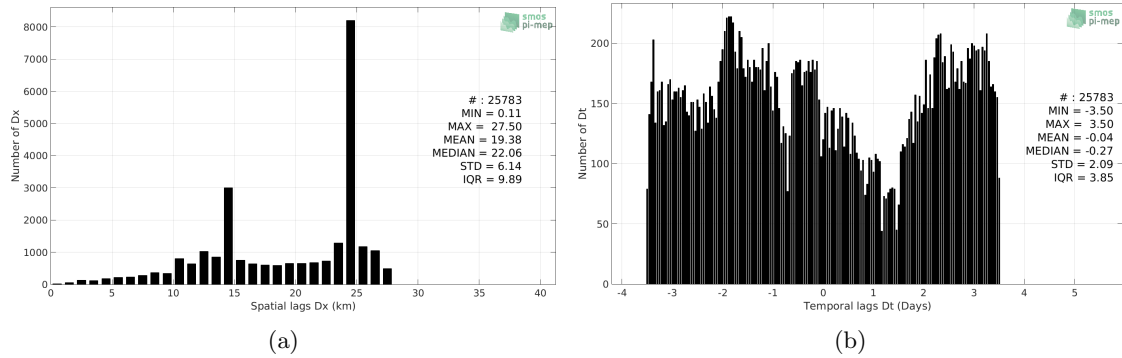 smos
pi-mep
8000
7000
6000
5000
4000
3000
2000
1000
0
Number of Dx
# : 25783
MIN = 0.11
MAX = 27.50
MEAN = 19.38
MEDIAN = 22.06
STD = 6.14
IQR = 9.89
0 5 10 15 20 25 30 35 40
Spatial lags Dx (km)
(a)
smos
pi-mep
200
150
100
50
0
Number of Dt
# : 25783
MIN = -3.50
MAX = 3.50
MEAN = -0.04
MEDIAN = -0.27
STD = 2.09
IQR = 3.85
-4 -3 -2 -1 0 1 2 3 4 5
Temporal lags Dt (Days)
(b)